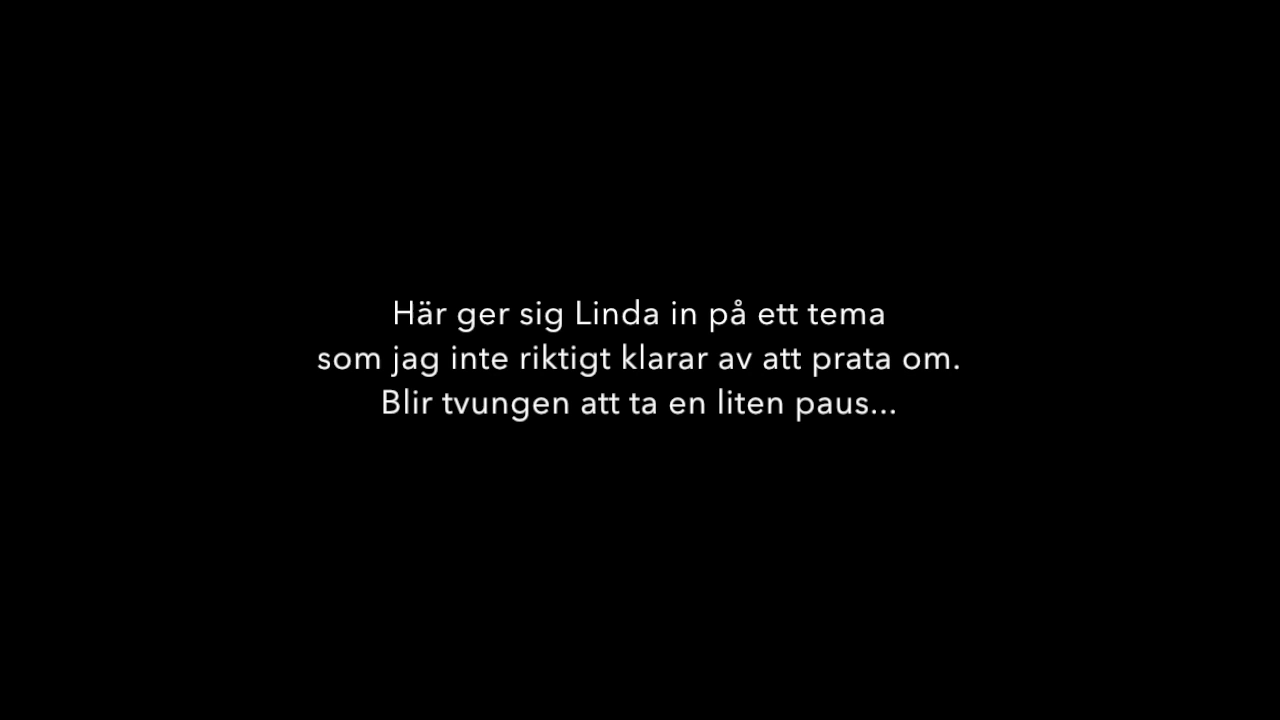 Här ger sig Linda in på ett tema
som jag inte riktigt klarar av att prata om.
Blir tvungen att ta en liten paus...